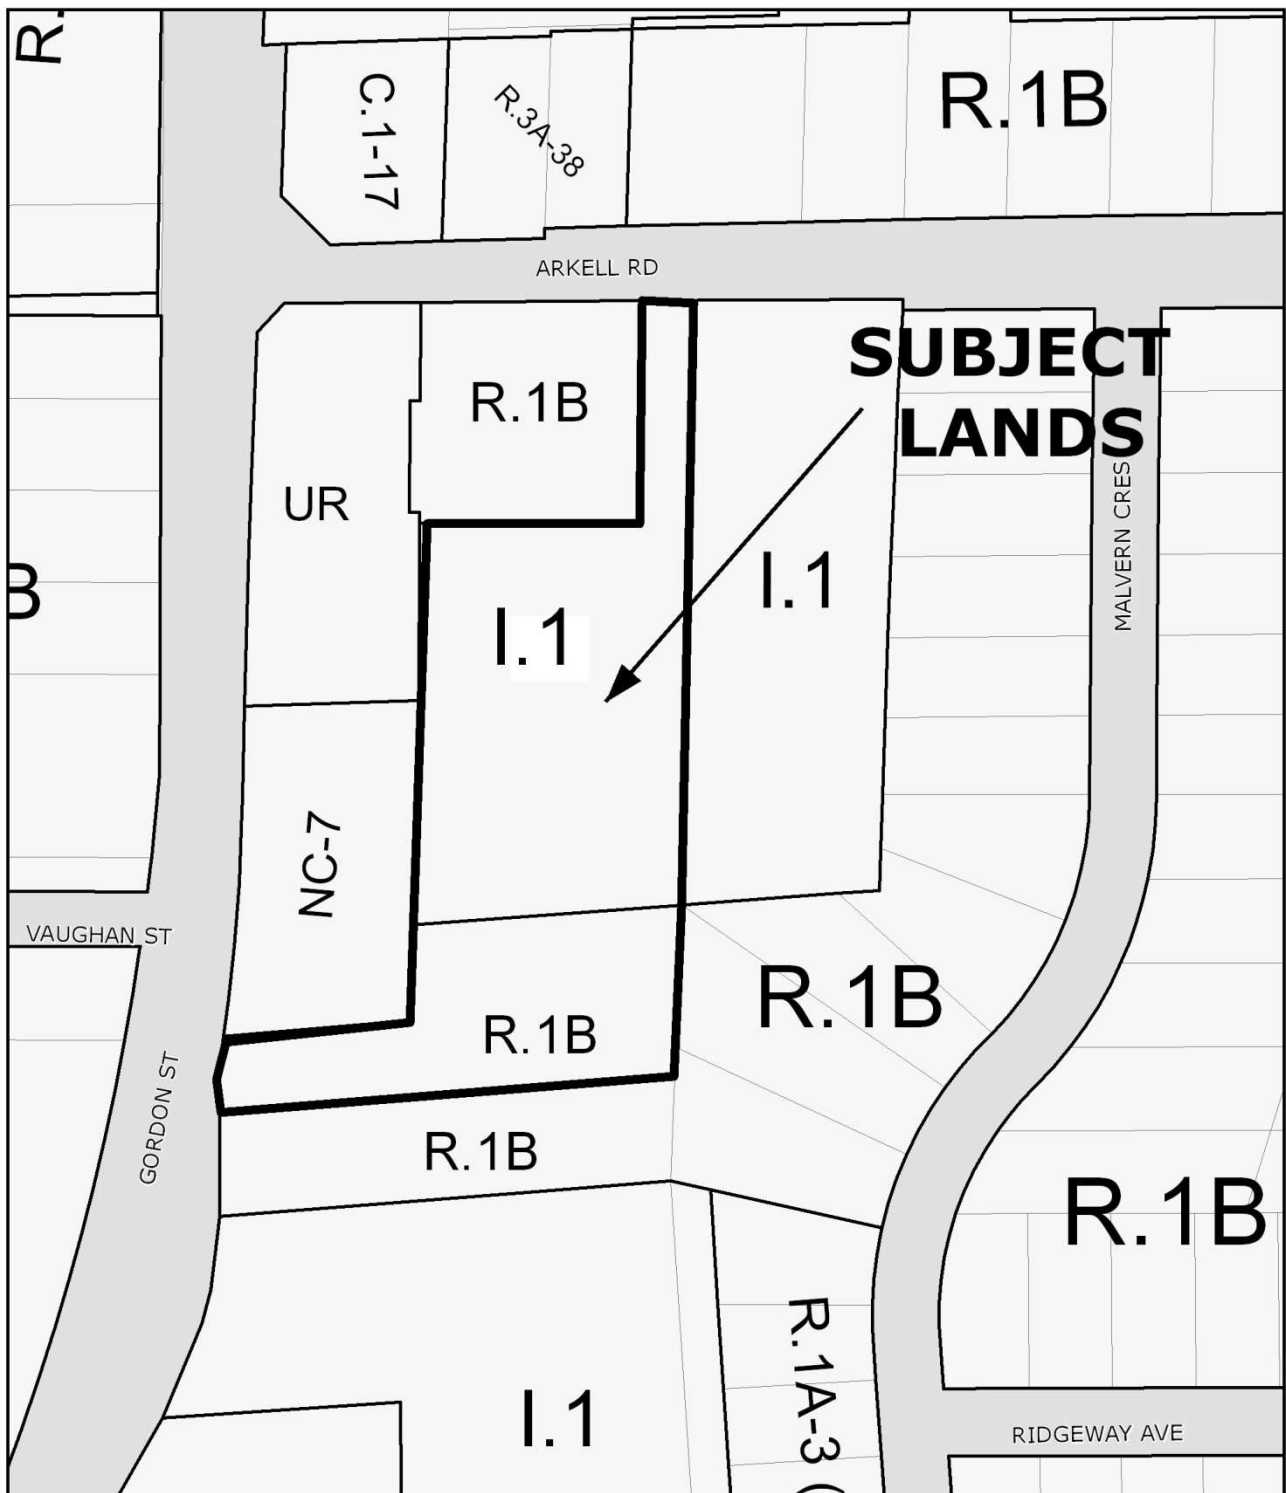 R.
C.1-17
R.3A-38
R.1B
ARKELL RD
SUBJECT
LANDS
R.1B
UR
MALVERN CRES
B
I.1
I.1
NC-7
VAUGHAN ST
R.1B
R.1B
GORDON ST
R.1B
R.1B
R.1A-3 (
I.1
RIDGEWAY AVE